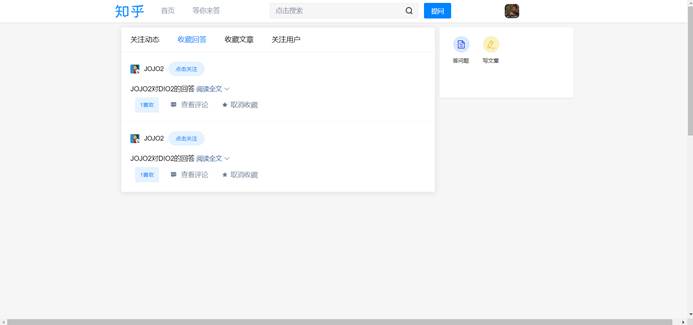 知乎 首页 等你来答 点击搜索 提问
关注动态 收藏回答 收藏文章 关注用户
答问题 写文章
JOJO2 点击关注
JOJO2对DIO2的回答 阅读全文
1喜欢 查看评论 取消收藏
JOJO2 点击关注
JOJO2对DIO2的回答 阅读全文
1喜欢 查看评论 取消收藏